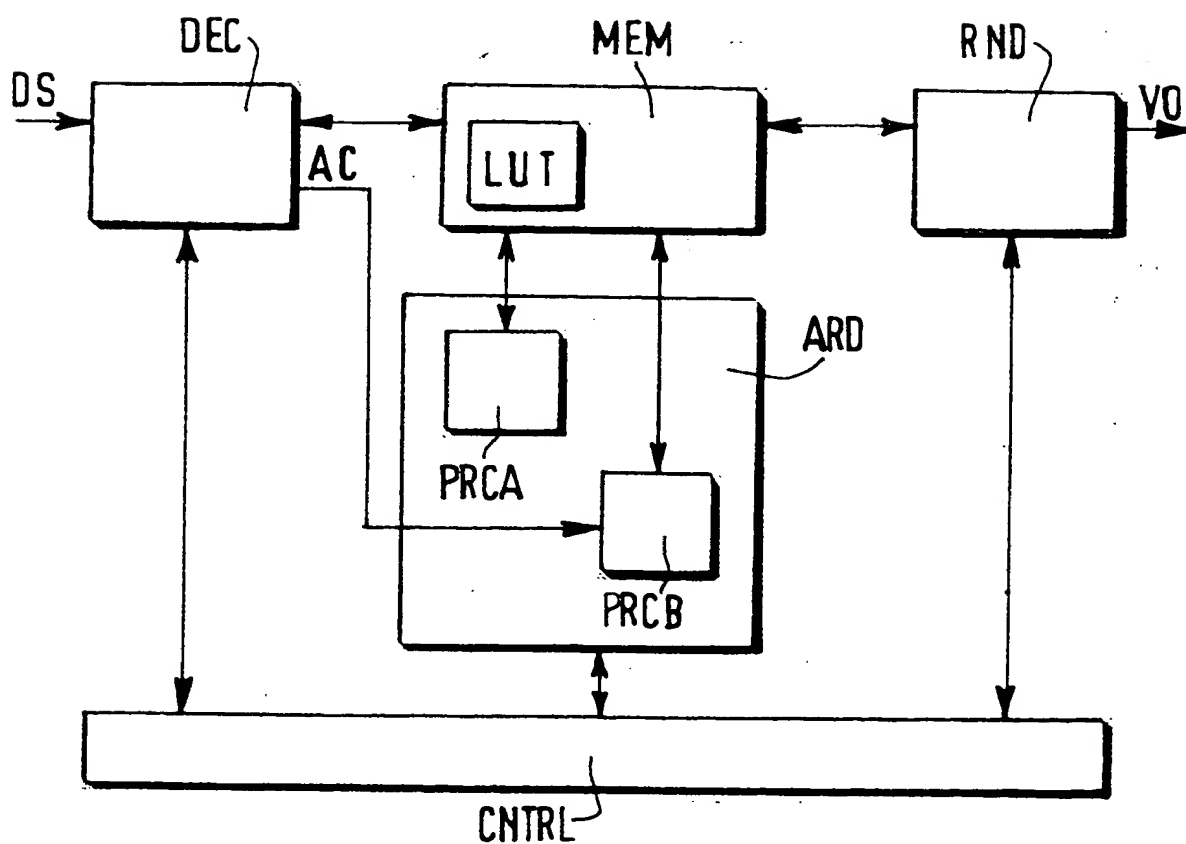 DEC
MEM
RND
DS
VO
LUT
AC
ARD
PRCA
PRCB
CNTRL